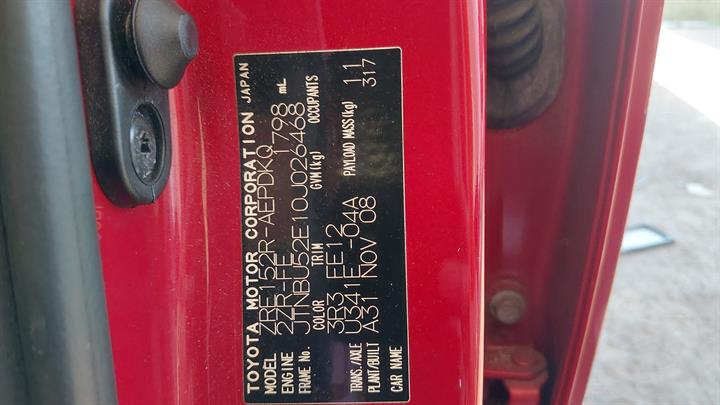 TOYOTA MOTOR CORPORATION JAPAN
MODEL ZRE152R-AEPDKQ
ENGINE 2ZR-FE 1798 mL
FRAME No. JTNBU52E10J026468
GVM(kg) OCCUPANTS
COLOR TRIM
3R3 FE12 PAYLOAD MASS(kg) 11
TRANS./AXLE U341E -04A 317
PLANT/BUILT A31 NOV'08
CAR NAME